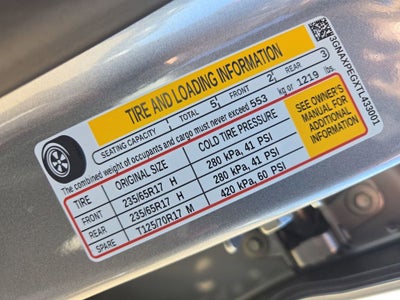 TIRE AND LOADING INFORMATION
SEATING CAPACITY TOTAL 5 FRONT 2 REAR 3
The combined weight of occupants and cargo must never exceed 553 kg or 1219 lbs.
TIRE ORIGINAL SIZE COLD TIRE PRESSURE
FRONT 235/65R17 H 280 kPa, 41 PSI
REAR 235/65R17 H 280 kPa, 41 PSI
SPARE T125/70R17 M 420 kPa, 60 PSI
SEE OWNER'S
MANUAL FOR
ADDITIONAL
INFORMATION
3GNAXPEGXTL433001